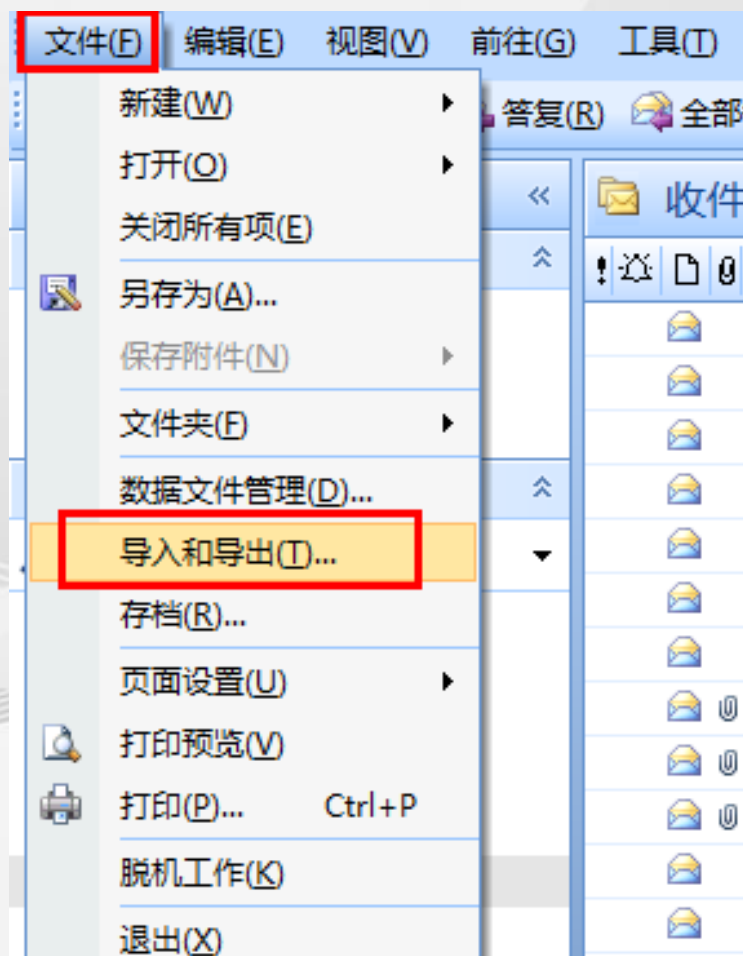 文件(F) 编辑(E) 视图(V) 前往(G) 工具(T)
新建(W)
答复(R) 全部
打开(O)
收件
关闭所有项(E)
另存为(A)...
保存附件(N)
文件夹(F)
数据文件管理(D)...
导入和导出(T)...
存档(R)...
页面设置(U)
打印预览(V)
打印(P)... Ctrl+P
脱机工作(K)
退出(X)